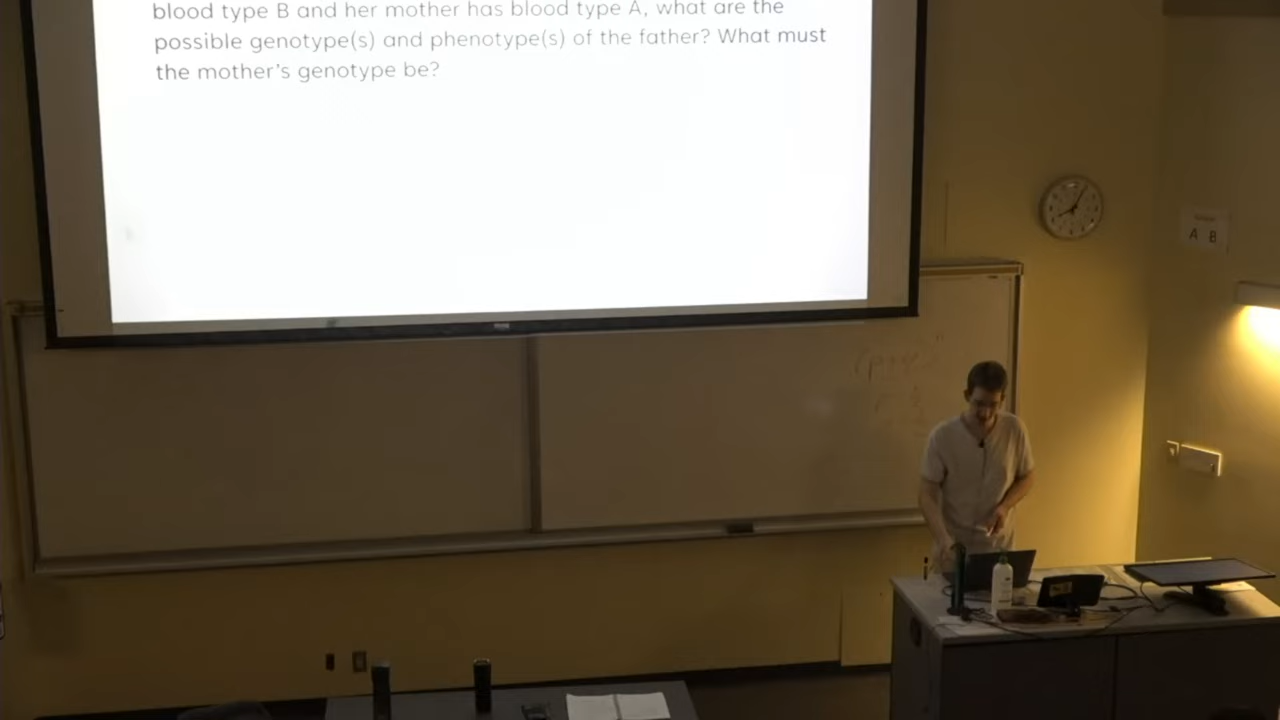 blood type B and her mother has blood type A, what are the
possible genotype(s) and phenotype(s) of the father? What must
the mother's genotype be?
A B